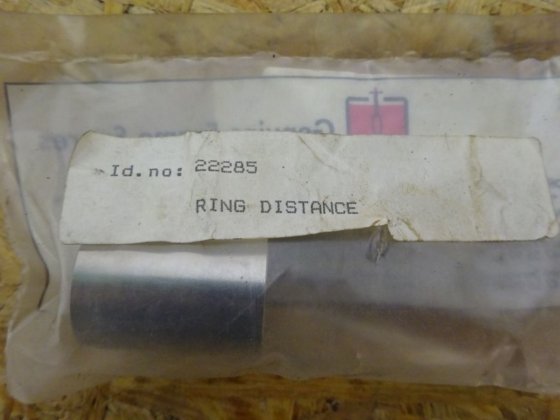 Id.no: 22285
RING DISTANCE